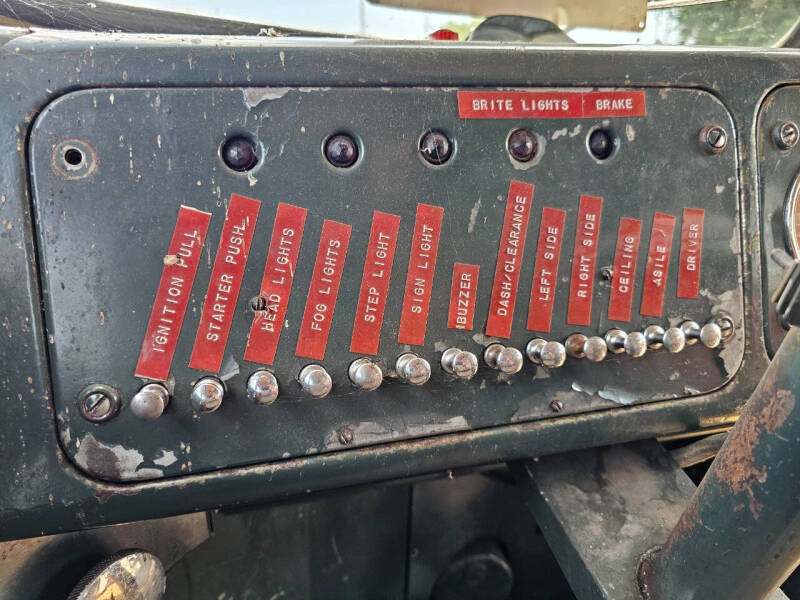 BRITE LIGHTS BRAKE
IGNITION PULL
STARTER PUSH
HEAD LIGHTS
FOG LIGHTS
STEP LIGHT
SIGN LIGHT
BUZZER
DASH/CLEARANCE
LEFT SIDE
RIGHT SIDE
CEILING
ASILE
DRIVER